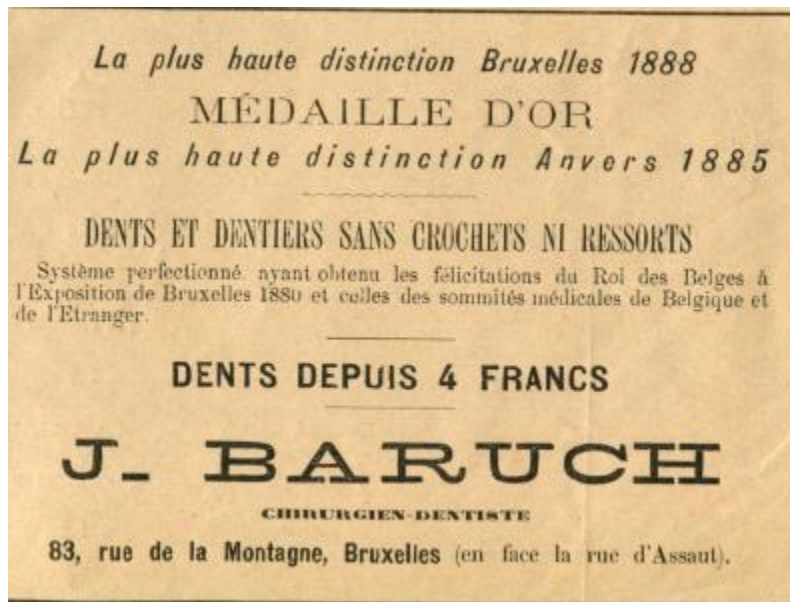 La plus haute distinction Bruxelles 1888
MÉDAILLE D'OR
La plus haute distinction Anvers 1885
DENTS ET DENTIERS SANS CROCHETS NI RESSORTS
Système perfectionné ayant obtenu les félicitations du Roi des Belges à
l'Exposition de Bruxelles 1880 et celles des sommités médicales de Belgique et
de l'Etranger.
DENTS DEPUIS 4 FRANCS
J. BARUCH
CHIRURGIEN-DENTISTE
83, rue de la Montagne, Bruxelles (en face la rue d'Assaut).